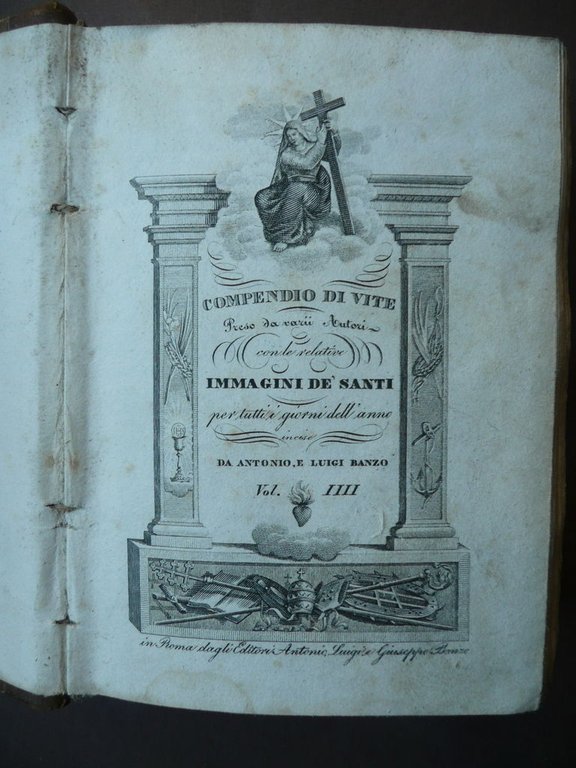 COMPENDIO DI VITE
Preso da varii Autori
con le relative
IMMAGINI DE' SANTI
per tutti i giorni dell'anno
incise
DA ANTONIO, E LUIGI BANZO
Vol. IIII
in Roma dagli Editori Antonio, Luigi, e Giuseppe Banzo